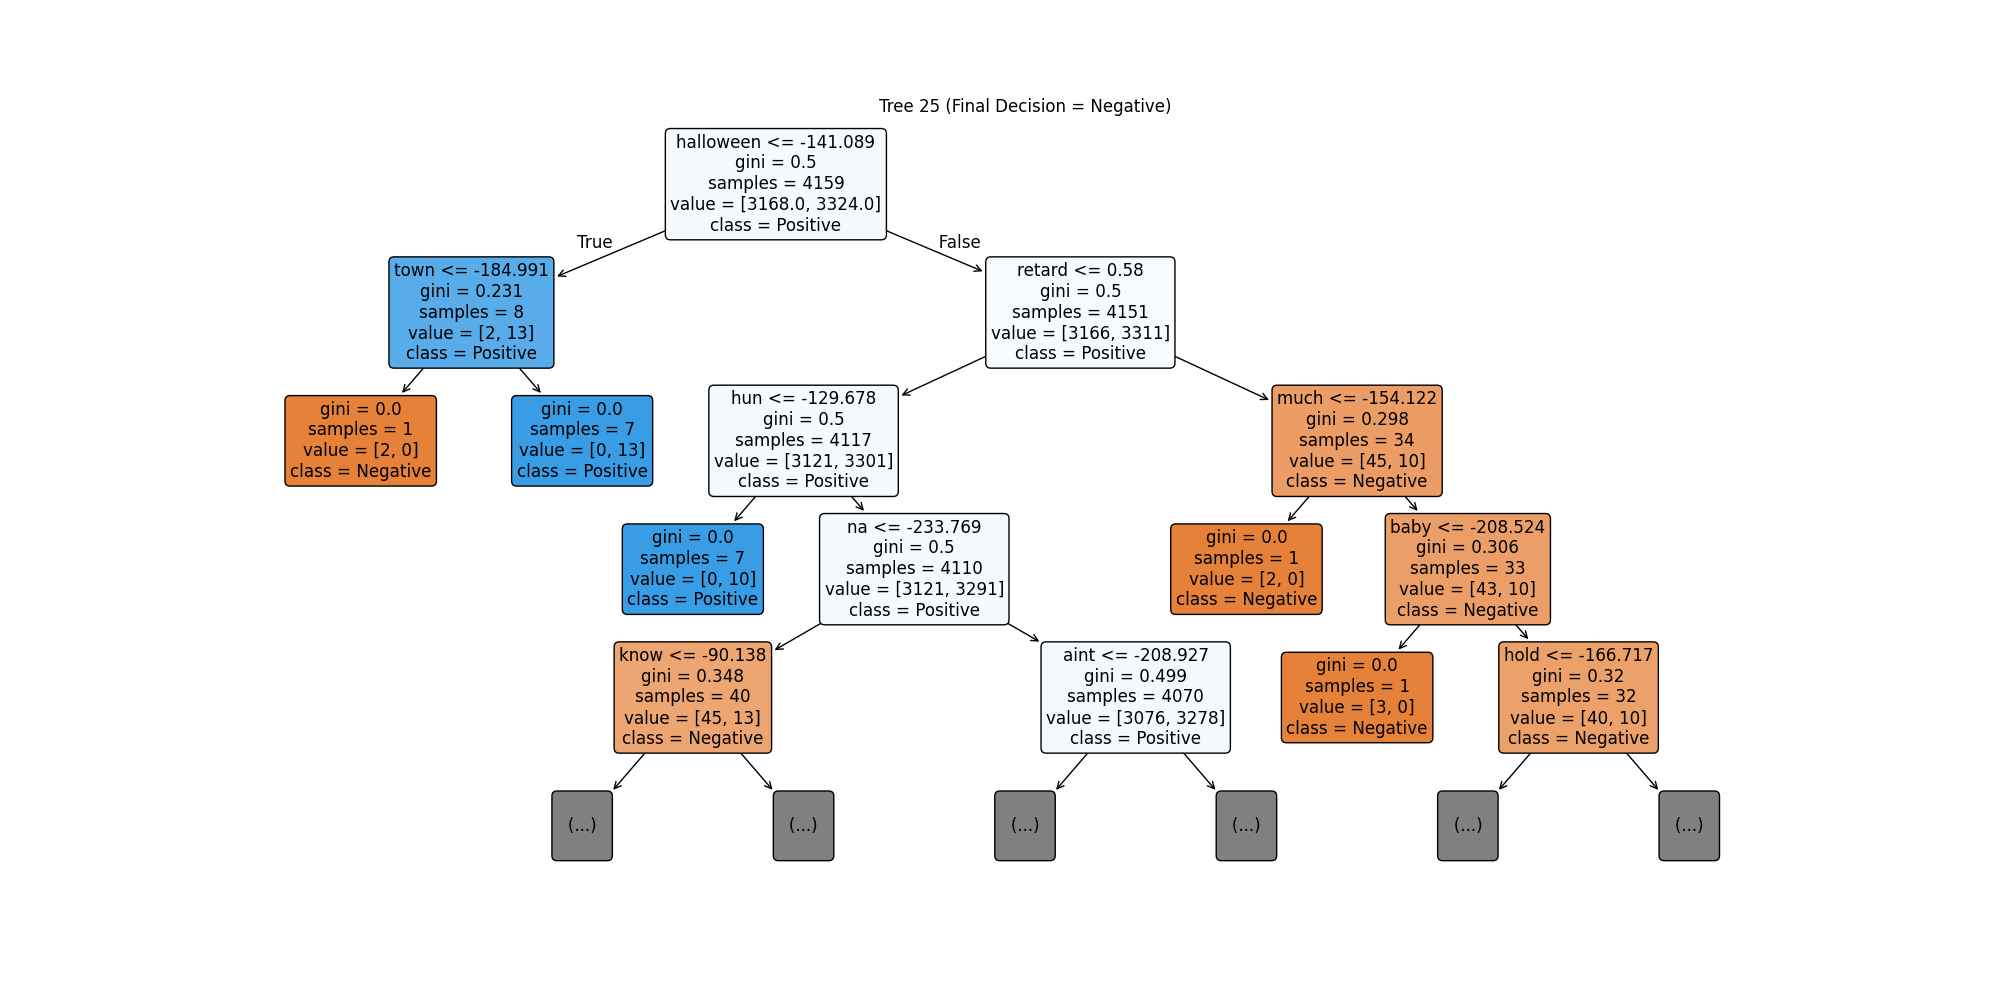 Tree 25 (Final Decision = Negative)
halloween <= -141.089
gini = 0.5
samples = 4159
value = [3168.0, 3324.0]
class = Positive
True
False
town <= -184.991
gini = 0.231
samples = 8
value = [2, 13]
class = Positive
retard <= 0.58
gini = 0.5
samples = 4151
value = [3166, 3311]
class = Positive
gini = 0.0
samples = 1
value = [2, 0]
class = Negative
gini = 0.0
samples = 7
value = [0, 13]
class = Positive
hun <= -129.678
gini = 0.5
samples = 4117
value = [3121, 3301]
class = Positive
much <= -154.122
gini = 0.298
samples = 34
value = [45, 10]
class = Negative
gini = 0.0
samples = 7
value = [0, 10]
class = Positive
na <= -233.769
gini = 0.5
samples = 4110
value = [3121, 3291]
class = Positive
gini = 0.0
samples = 1
value = [2, 0]
class = Negative
baby <= -208.524
gini = 0.306
samples = 33
value = [43, 10]
class = Negative
know <= -90.138
gini = 0.348
samples = 40
value = [45, 13]
class = Negative
aint <= -208.927
gini = 0.499
samples = 4070
value = [3076, 3278]
class = Positive
gini = 0.0
samples = 1
value = [3, 0]
class = Negative
hold <= -166.717
gini = 0.32
samples = 32
value = [40, 10]
class = Negative
(...)
(...)
(...)
(...)
(...)
(...)